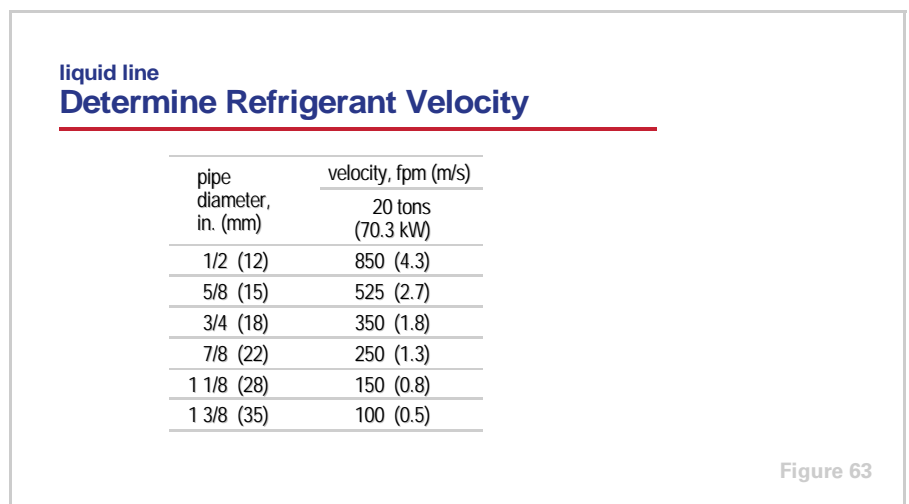 liquid line
Determine Refrigerant Velocity
pipe
diameter,
in. (mm)
velocity, fpm (m/s)
20 tons
(70.3 kW)
1/2 (12) 850 (4.3)
5/8 (15) 525 (2.7)
3/4 (18) 350 (1.8)
7/8 (22) 250 (1.3)
1 1/8 (28) 150 (0.8)
1 3/8 (35) 100 (0.5)
Figure 63